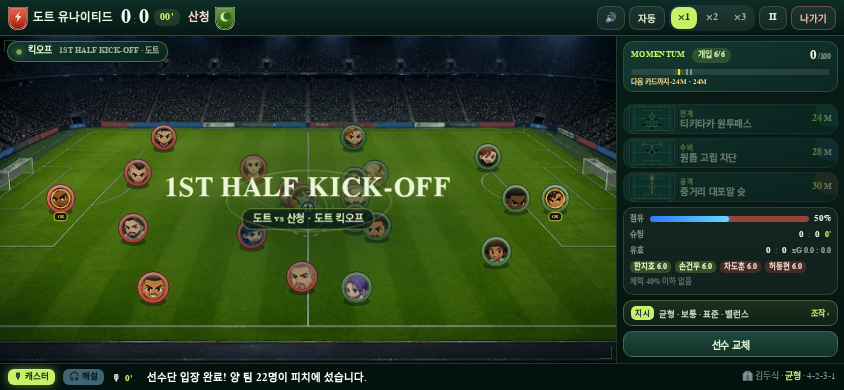 도트 유나이티드 0 : 0 00' 산청
자동 ×1 ×2 ×3 II 나가기
킥오프 1ST HALF KICK-OFF · 도트
1ST HALF KICK-OFF
도트 vs 산청 · 도트 킥오프
GK
GK
MOMENTUM 개입 6/6 0/100
다음 카드까지 -24M · 24M
전개
티키타카 원투패스 24 M
수비
원톱 고립 차단 28 M
공격
중거리 대포알 슛 30 M
점유 50%
슈팅 0 : 0 0'
유효 0 : 0 xG 0.0 : 0.0
한지호 6.0 손건우 6.0 차도훈 6.0 허동현 6.0
체력 40% 이하 없음
지시 균형 · 보통 · 표준 · 밸런스 조작 ›
선수 교체
캐스터 해설 0' 선수단 입장 완료! 양 팀 22명이 피치에 섰습니다.
김두식 · 균형 · 4-2-3-1